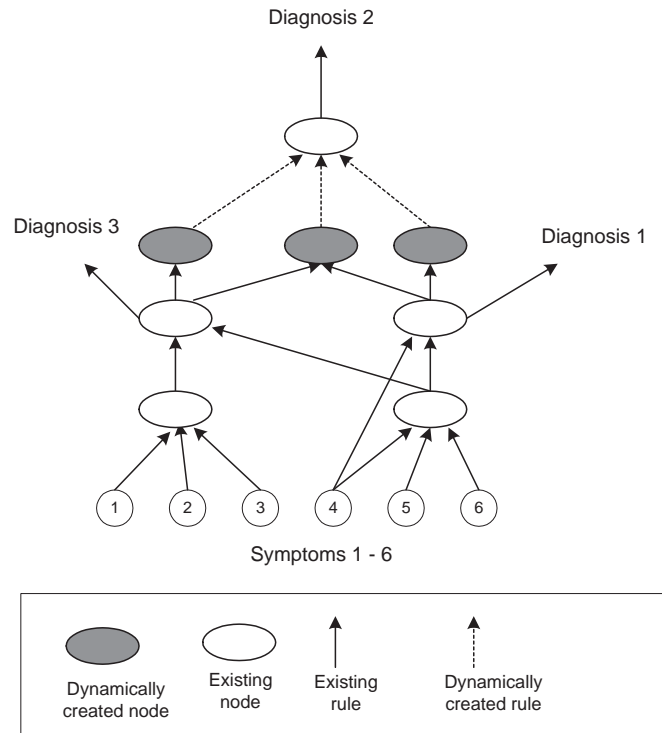 Diagnosis 2
Diagnosis 3
Diagnosis 1
1
2
3
4
5
6
Symptoms 1 - 6
Dynamically
created node
Existing
node
Existing
rule
Dynamically
created rule